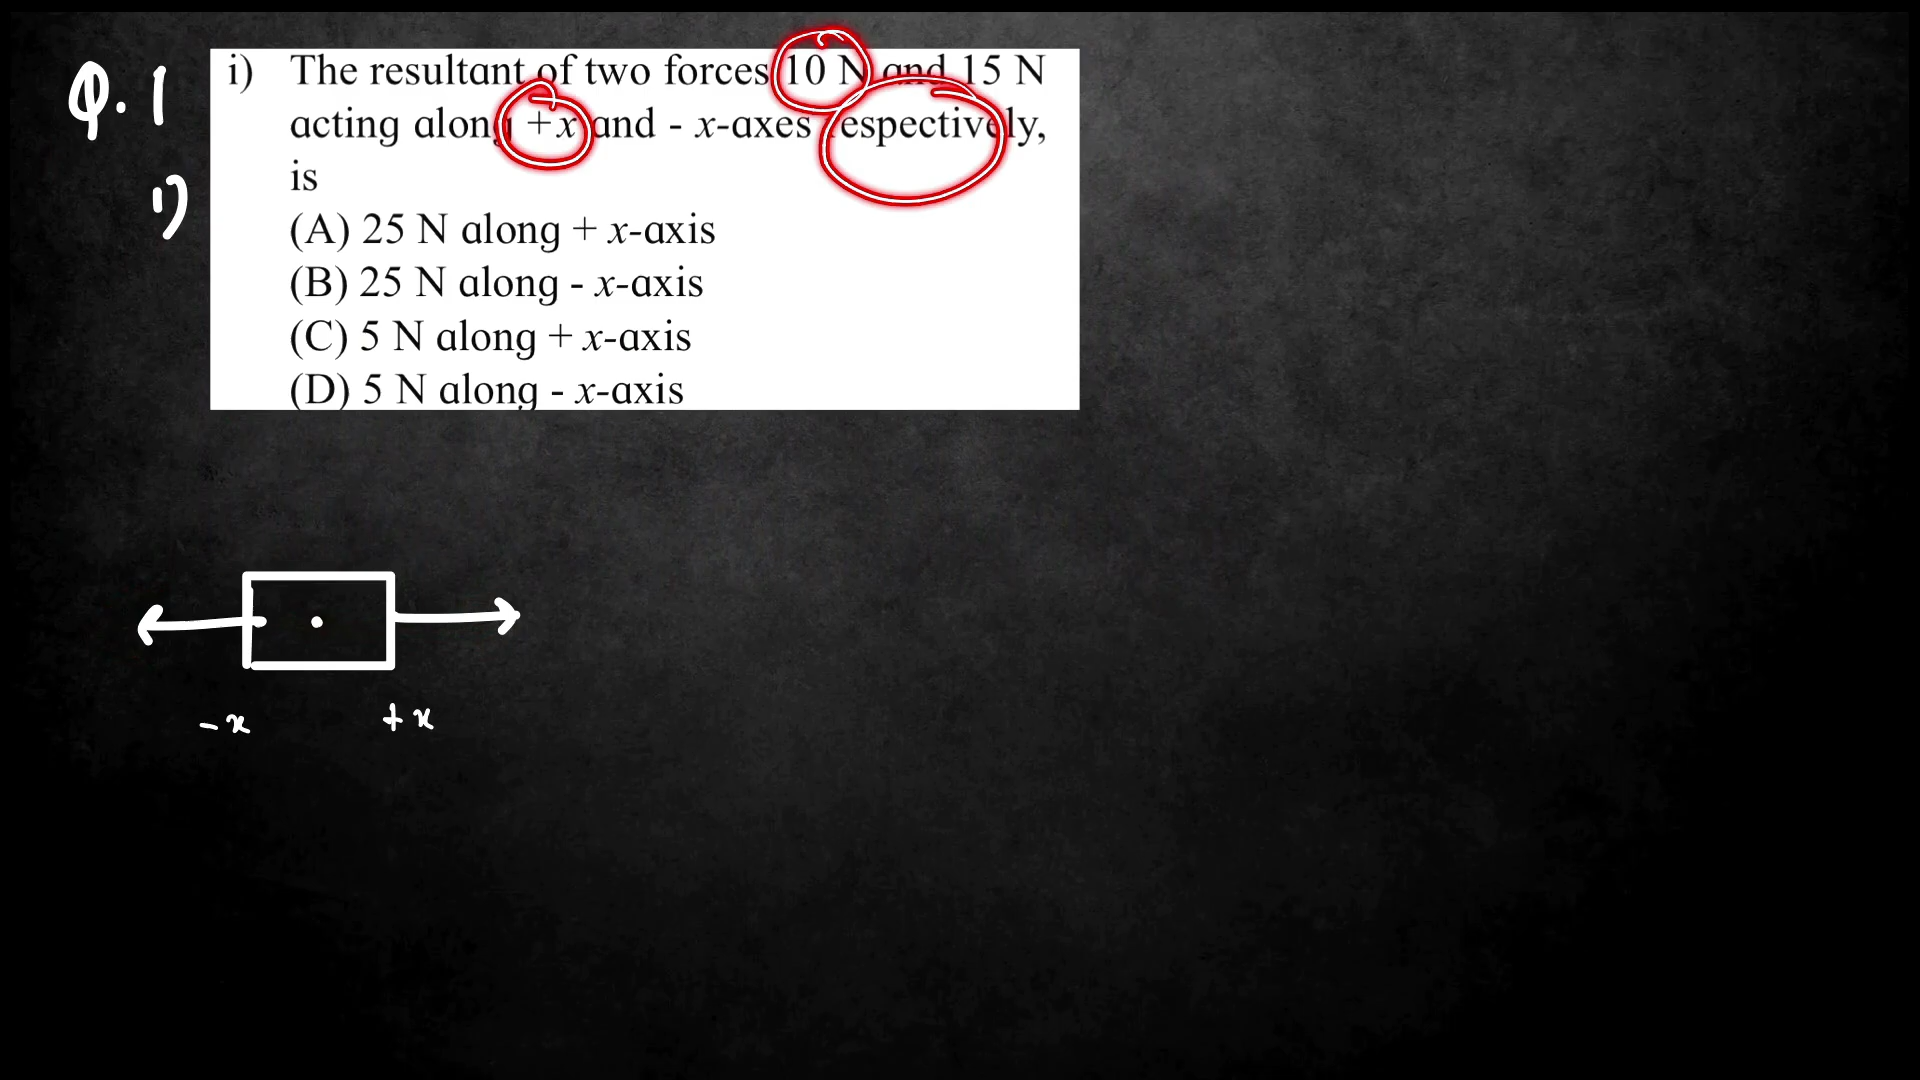 Q. 1
i) The resultant of two forces 10 N and 15 N
acting along +x and - x-axes respectively,
is
i)
(A) 25 N along + x-axis
(B) 25 N along - x-axis
(C) 5 N along + x-axis
(D) 5 N along - x-axis
-x +x